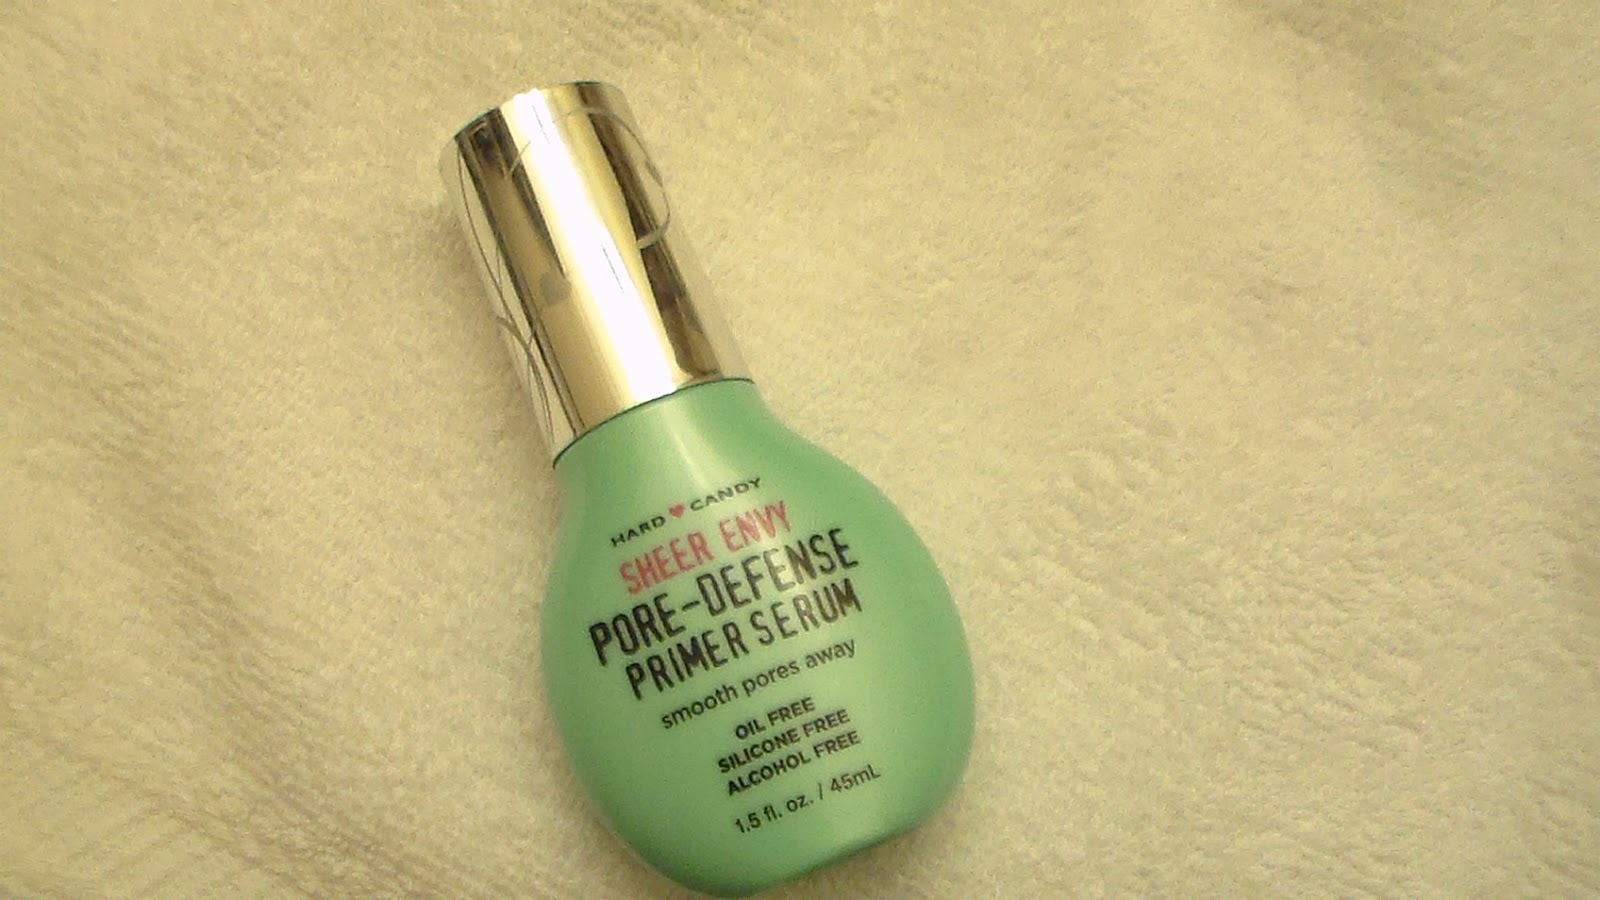 HARD CANDY
SHEER ENVY
PORE-DEFENSE
PRIMER SERUM
smooth pores away
OIL FREE
SILICONE FREE
ALCOHOL FREE
1.5 fl. oz. / 45mL